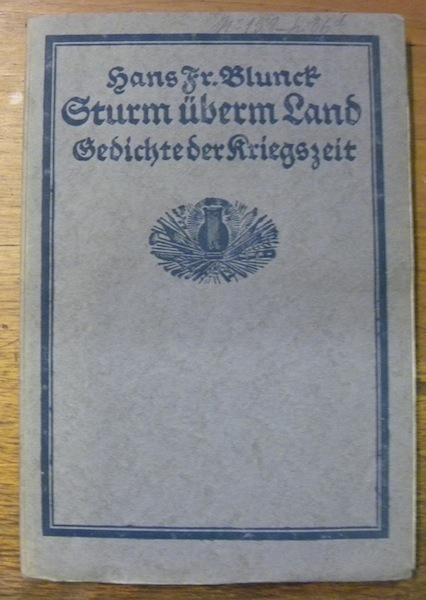 Hans Fr. Blunck
Sturm überm Land
Gedichte der Kriegszeit